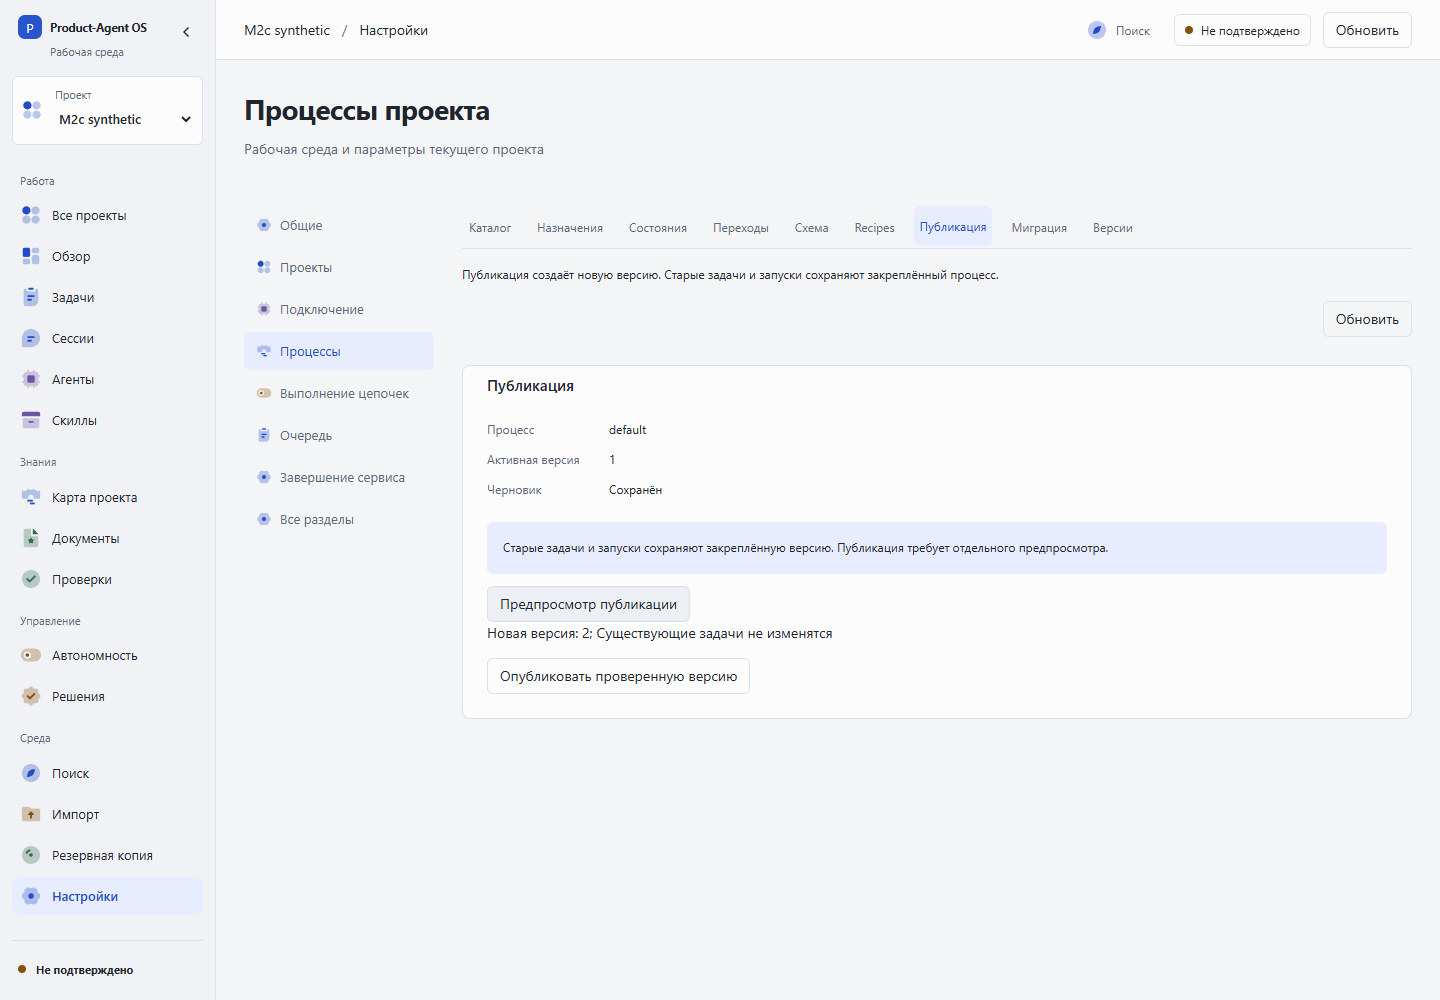 P
Product-Agent OS
Рабочая среда
Проект
M2c synthetic
Работа
Все проекты
Обзор
Задачи
Сессии
Агенты
Скиллы
Знания
Карта проекта
Документы
Проверки
Управление
Автономность
Решения
Среда
Поиск
Импорт
Резервная копия
Настройки
Не подтверждено
M2c synthetic / Настройки
Поиск
Не подтверждено
Обновить
Процессы проекта
Рабочая среда и параметры текущего проекта
Общие
Проекты
Подключение
Процессы
Выполнение цепочек
Очередь
Завершение сервиса
Все разделы
Каталог Назначения Состояния Переходы Схема Recipes Публикация Миграция Версии
Публикация создаёт новую версию. Старые задачи и запуски сохраняют закреплённый процесс.
Обновить
Публикация
Процесс default
Активная версия 1
Черновик Сохранён
Старые задачи и запуски сохраняют закреплённую версию. Публикация требует отдельного предпросмотра.
Предпросмотр публикации
Новая версия: 2; Существующие задачи не изменятся
Опубликовать проверенную версию